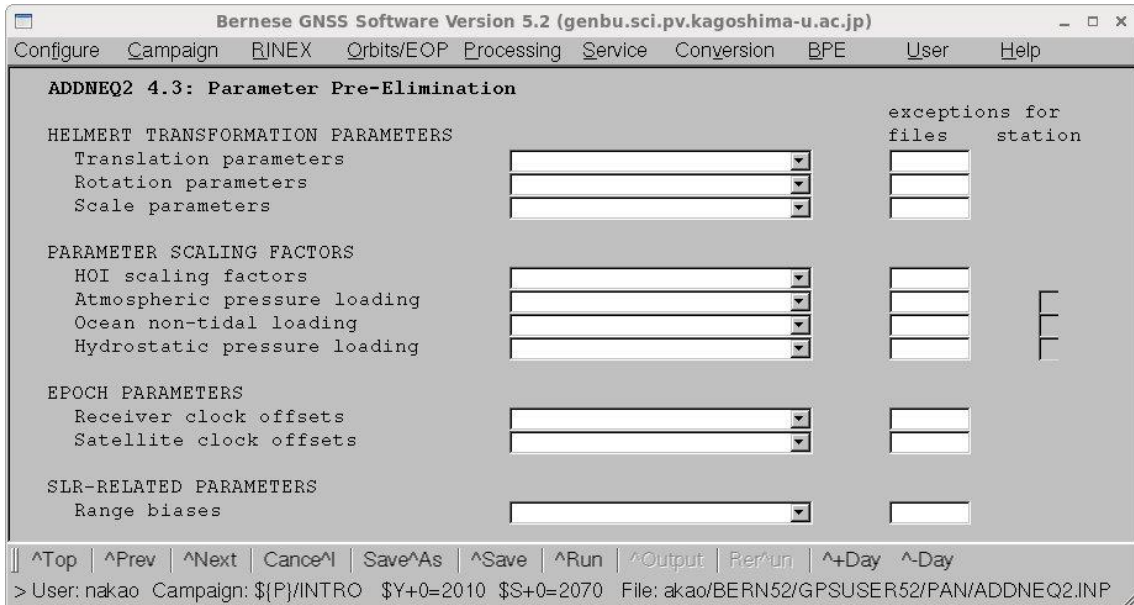 Bernese GNSS Software Version 5.2 (genbu.sci.pv.kagoshima-u.ac.jp)
Configure Campaign RINEX Orbits/EOP Processing Service Conversion BPE User Help
ADDNEQ2 4.3: Parameter Pre-Elimination
exceptions for
HELMERT TRANSFORMATION PARAMETERS files station
Translation parameters
Rotation parameters
Scale parameters
PARAMETER SCALING FACTORS
HOI scaling factors
Atmospheric pressure loading
Ocean non-tidal loading
Hydrostatic pressure loading
EPOCH PARAMETERS
Receiver clock offsets
Satellite clock offsets
SLR-RELATED PARAMETERS
Range biases
^Top | ^Prev | ^Next | Cance^l | Save^As | ^Save | ^Run | ^Output | Rer^un | ^+Day ^-Day
> User: nakao Campaign: ${P}/INTRO $Y+0=2010 $S+0=2070 File: akao/BERN52/GPSUSER52/PAN/ADDNEQ2.INP